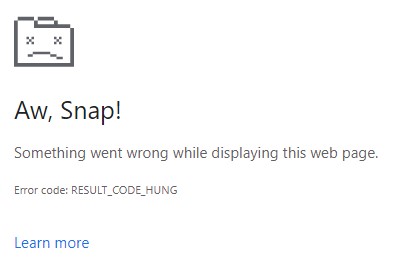 Aw, Snap!
Something went wrong while displaying this web page.
Error code: RESULT_CODE_HUNG
Learn more